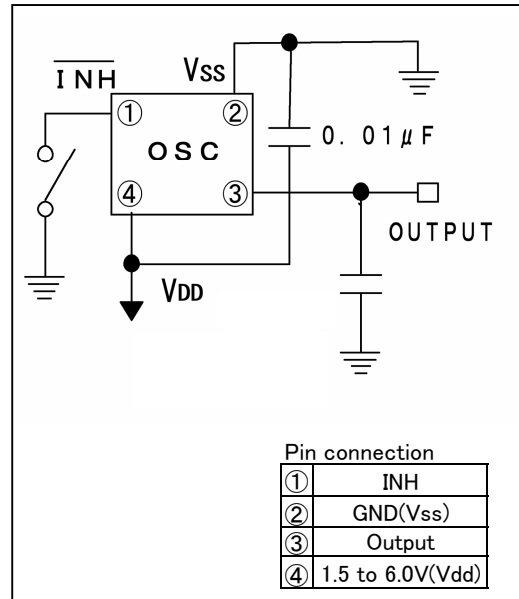 INH
Vss
① ②
OSC
0. 01μF
④ ③
OUTPUT
VDD
Pin connection
① INH
② GND(Vss)
③ Output
④ 1.5 to 6.0V(Vdd)